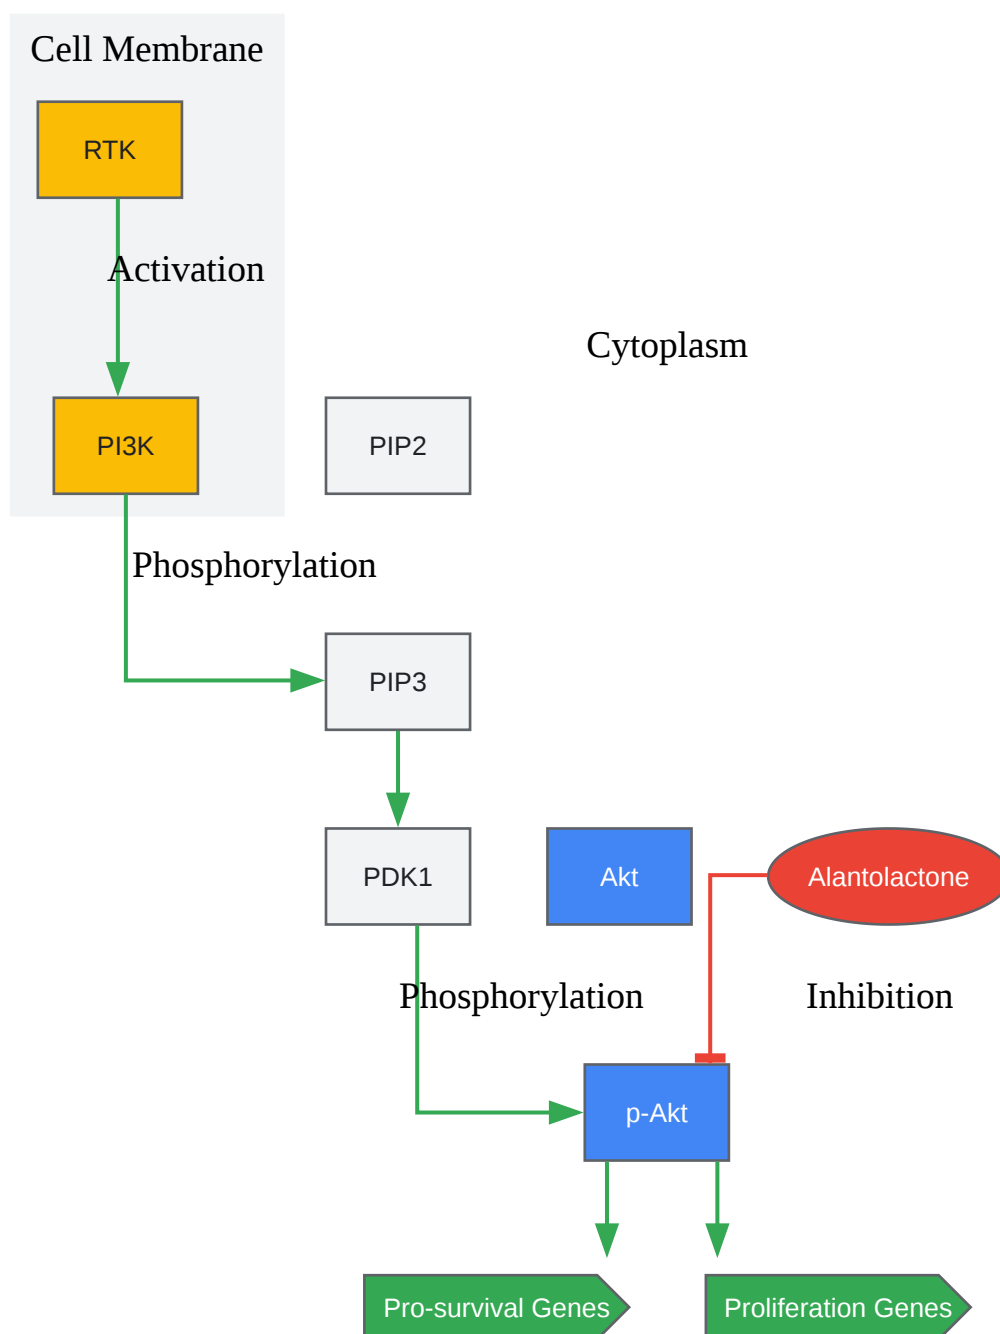 Cell Membrane
RTK
Activation
Cytoplasm
PI3K
PIP2
Phosphorylation
PIP3
PDK1
Akt
Alantolactone
Phosphorylation
Inhibition
p-Akt
Pro-survival Genes
Proliferation Genes